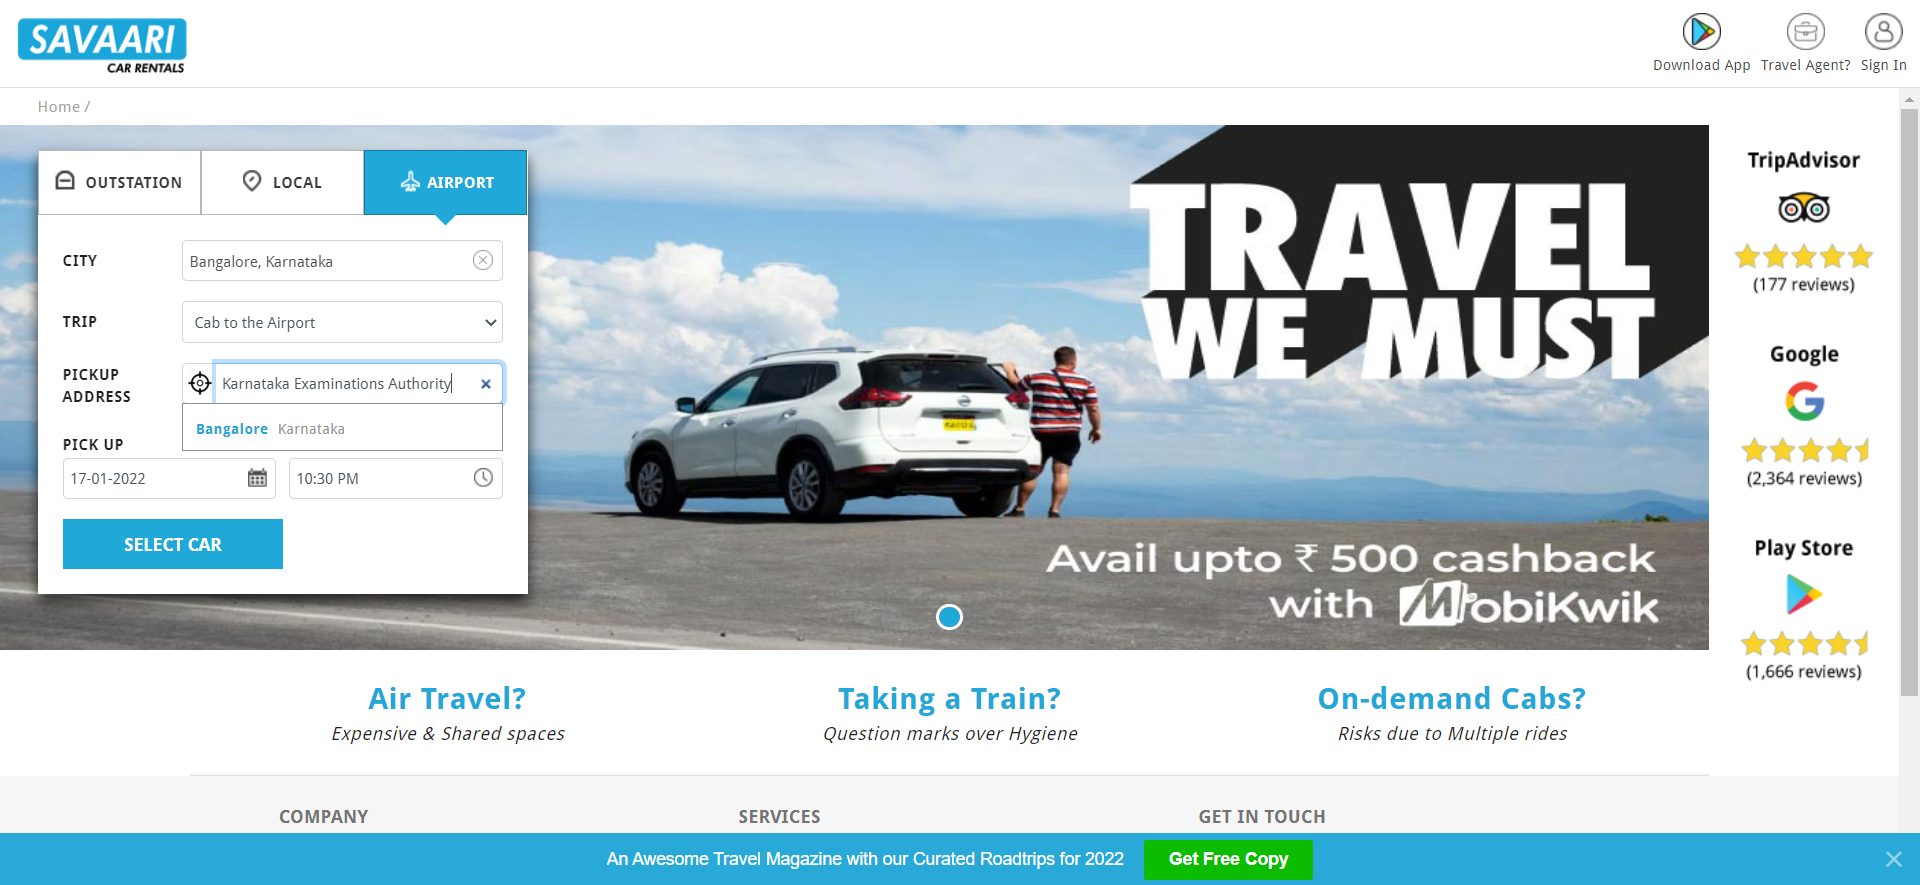 SAVAARI
CAR RENTALS
Download App
Travel Agent?
Sign In
Home /
OUTSTATION
LOCAL
AIRPORT
CITY
Bangalore, Karnataka
TRIP
Cab to the Airport
PICKUP
ADDRESS
Karnataka Examinations Authority
Bangalore Karnataka
PICK UP
17-01-2022
10:30 PM
SELECT CAR
TRAVEL
WE MUST
Avail upto ₹ 500 cashback
with MobiKwik
TripAdvisor
(177 reviews)
Google
(2,364 reviews)
Play Store
(1,666 reviews)
Air Travel?
Expensive & Shared spaces
Taking a Train?
Question marks over Hygiene
On-demand Cabs?
Risks due to Multiple rides
COMPANY
SERVICES
GET IN TOUCH
An Awesome Travel Magazine with our Curated Roadtrips for 2022
Get Free Copy